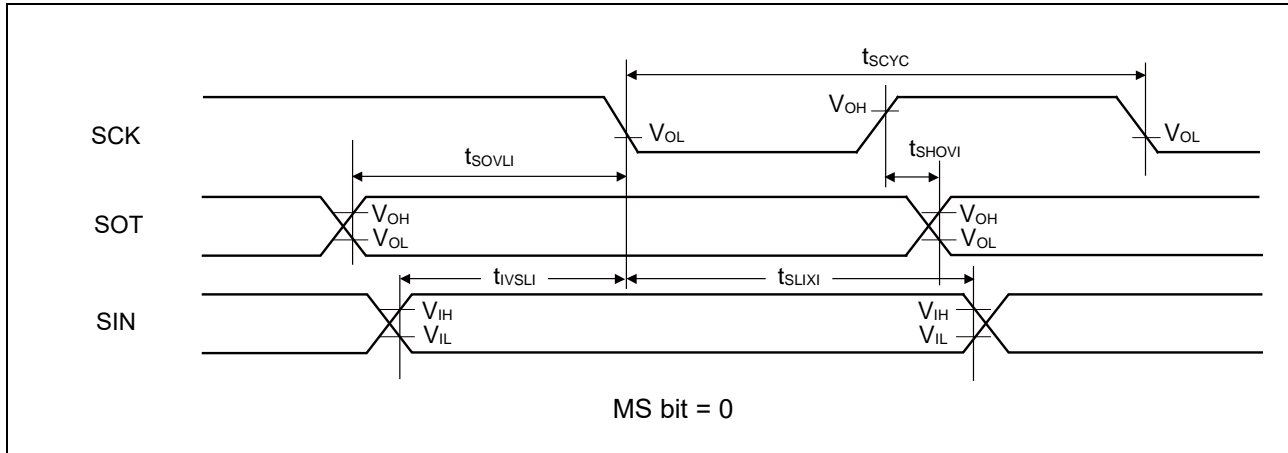 tSCYC
SCK
VOH
VOL
VOL
tSOVLI
tSHOVI
SOT
VOH
VOL
VOH
VOL
tIVSLI
tSLIXI
SIN
VIH
VIL
VIH
VIL
MS bit = 0